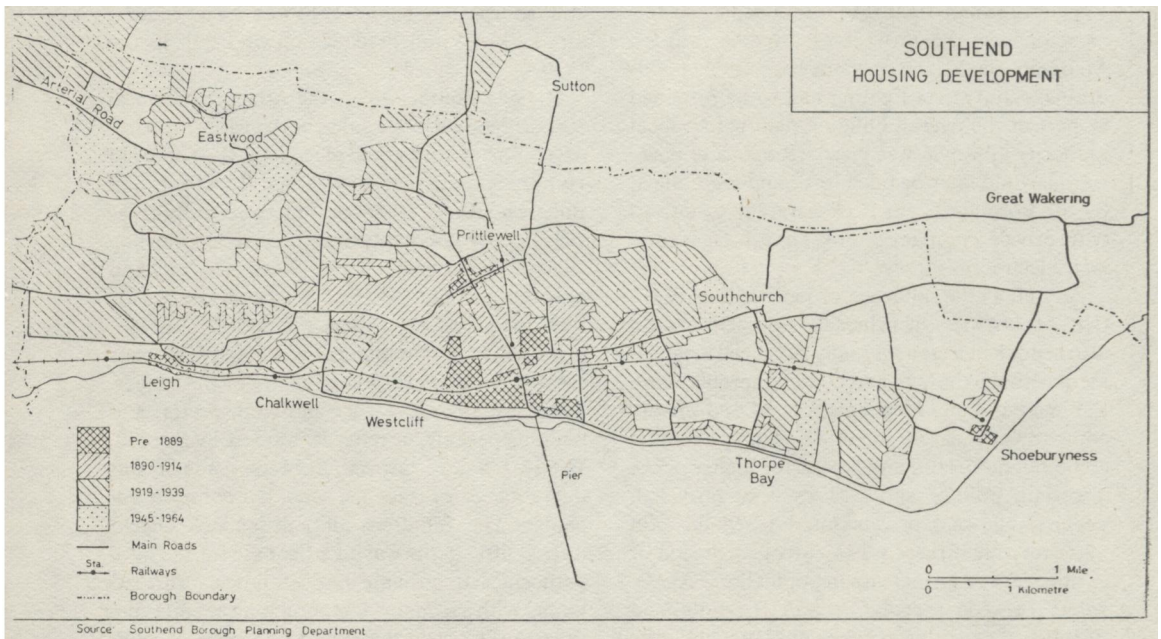 SOUTHEND
HOUSING DEVELOPMENT
Sutton
Arterial Road
Eastwood
Great Wakering
Prittlewell
Southchurch
Leigh
Chalkwell
Westcliff
Thorpe
Bay
Shoeburyness
Pier
Pre 1889
1890-1914
1919-1939
1945-1964
Main Roads
Sta.
Railways
Borough Boundary
0 1 Mile
0 1 Kilometre
Source: Southend Borough Planning Department